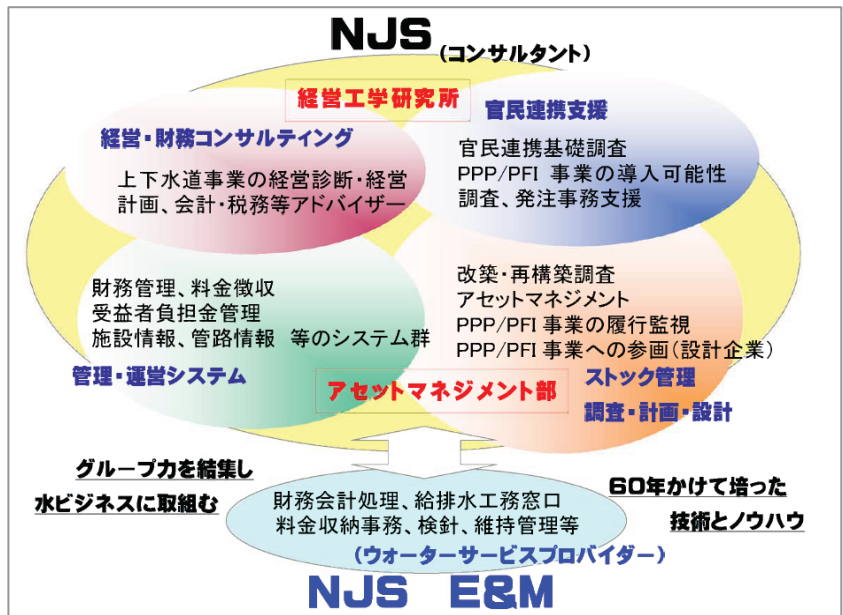 NJS(コンサルタント)
経営工学研究所
経営・財務コンサルティング
上下水道事業の経営診断・経営
計画、会計・税務等アドバイザー
官民連携支援
官民連携基礎調査
PPP/PFI 事業の導入可能性
調査、発注事務支援
財務管理、料金徴収
受益者負担金管理
施設情報、管路情報 等のシステム群
管理・運営システム
改築・再構築調査
アセットマネジメント
PPP/PFI 事業の履行監視
PPP/PFI 事業への参画(設計企業)
アセットマネジメント部
ストック管理
調査・計画・設計
グループ力を結集し
水ビジネスに取組む
財務会計処理、給排水工務窓口
料金収納事務、検針、維持管理等
(ウォーターサービスプロバイダー)
60年かけて培った
技術とノウハウ
NJS E&M